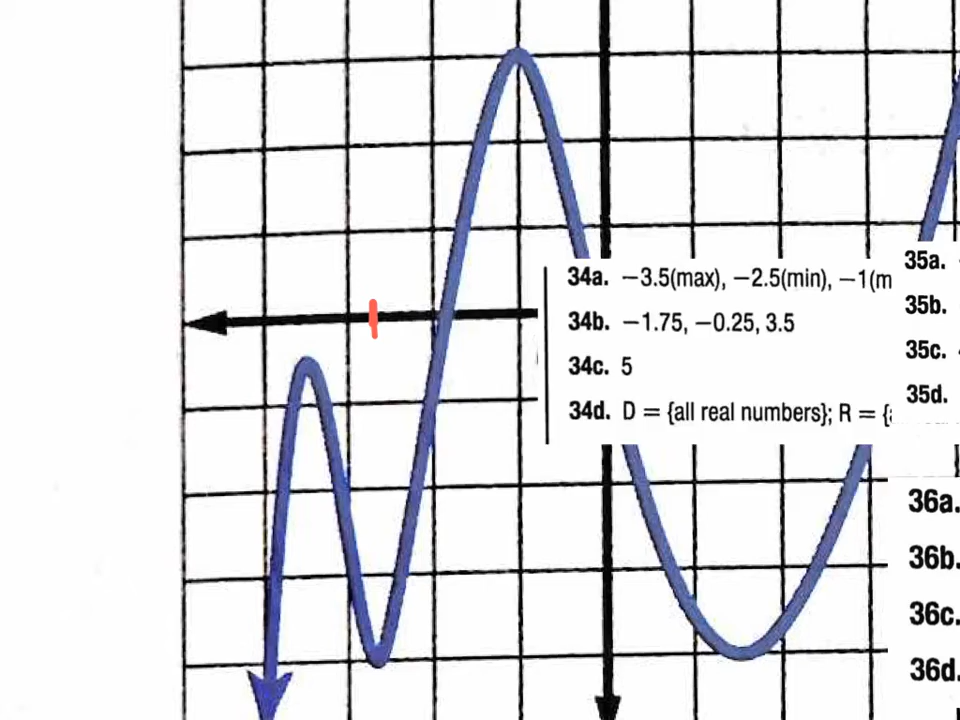 34a. −3.5(max), −2.5(min), −1(m
34b. −1.75, −0.25, 3.5
34c. 5
34d. D = {all real numbers}; R = {
35a.
35b.
35c.
35d.
36a.
36b.
36c.
36d.